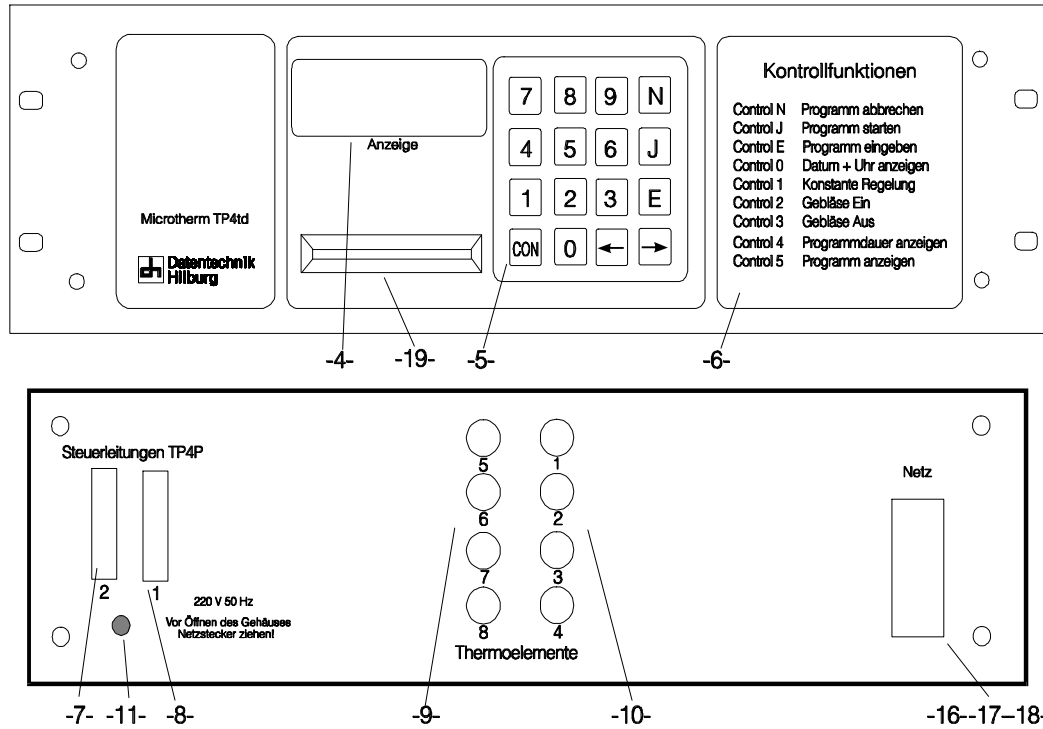 Microtherm TP4td
Datentechnik
Hilburg
Anzeige
7 8 9 N
4 5 6 J
1 2 3 E
CON 0 ← →
Kontrollfunktionen
Control N Programm abbrechen
Control J Programm starten
Control E Programm eingeben
Control 0 Datum + Uhr anzeigen
Control 1 Konstante Regelung
Control 2 Gebläse Ein
Control 3 Gebläse Aus
Control 4 Programmdauer anzeigen
Control 5 Programm anzeigen
-4- -19- -5- -6-
Steuerleitungen TP4P
2 1
220 V 50 Hz
Vor Öffnen des Gehäuses
Netzstecker ziehen!
5 1
6 2
7 3
8 4
Thermoelemente
Netz
-7- -11- -8- -9- -10- -16--17-18-